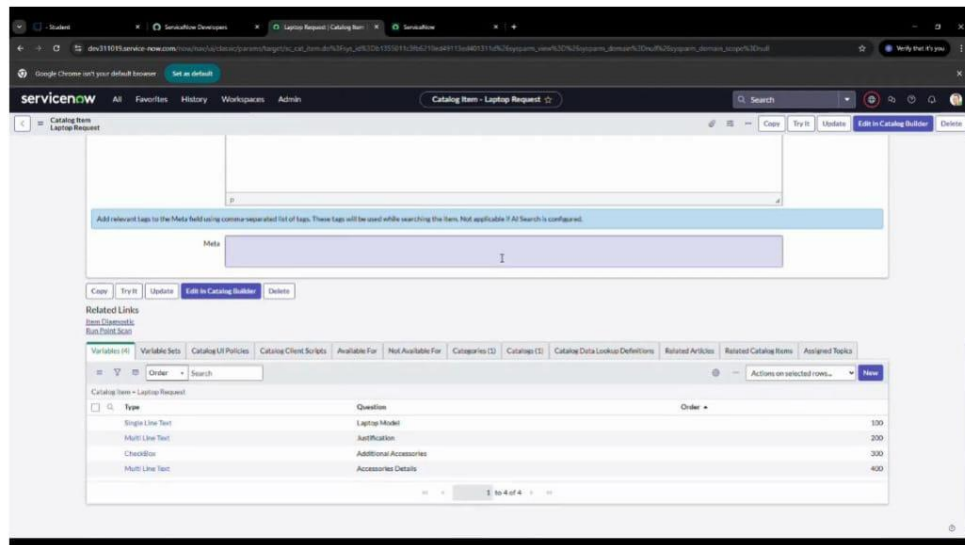 - Student
ServiceNow Developers
Laptop Request | Catalog Item
ServiceNow
Verify that it's you
Google Chrome isn't your default browser
Set as default
servicenow
All
Favorites
History
Workspaces
Admin
Catalog Item - Laptop Request
Search
Catalog Item
Laptop Request
Copy
Try It
Update
Edit in Catalog Builder
Delete
p
Add relevant tags to the Meta field using comma-separated list of tags. These tags will be used while searching the item. Not applicable if AI Search is configured.
Meta
Copy
Try It
Update
Edit in Catalog Builder
Delete
Related Links
Item Diagnostic
Run Point Scan
Variables (4)
Variable Sets
Catalog UI Policies
Catalog Client Scripts
Available For
Not Available For
Categories (1)
Catalogs (1)
Catalog Data Lookup Definitions
Related Articles
Related Catalog Items
Assigned Topics
Order
Search
Actions on selected rows...
New
Catalog Item = Laptop Request
Type Question Order
Single Line Text Laptop Model 100
Multi Line Text Justification 200
CheckBox Additional Accessories 300
Multi Line Text Accessories Details 400
1 to 4 of 4